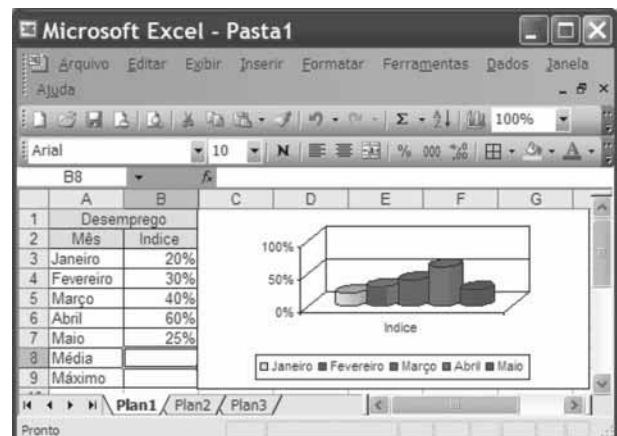 Microsoft Excel - Pasta1
Arquivo Editar Exibir Inserir Formatar Ferramentas Dados Janela
Ajuda
Σ 100%
Arial 10 N % 000
B8 fx
A B C D E F G
1 Desemprego
2 Mês Indice
3 Janeiro 20%
4 Fevereiro 30%
5 Março 40%
6 Abril 60%
7 Maio 25%
8 Média
9 Máximo
100%
50%
0%
Indice
Janeiro Fevereiro Março Abril Maio
Plan1 Plan2 Plan3
Pronto